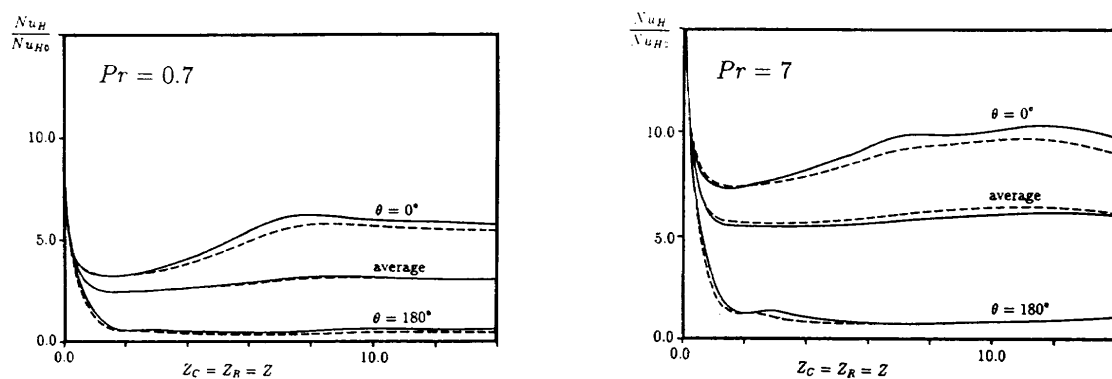 Nu_H / Nu_H0
Pr = 0.7
10.0
θ = 0°
5.0
average
θ = 180°
0.0
0.0
10.0
Z_C = Z_R = Z
Nu_H
Pr = 7
θ = 0°
10.0
average
5.0
θ = 180°
0.0
0.0
10.0
Z_C = Z_R = Z